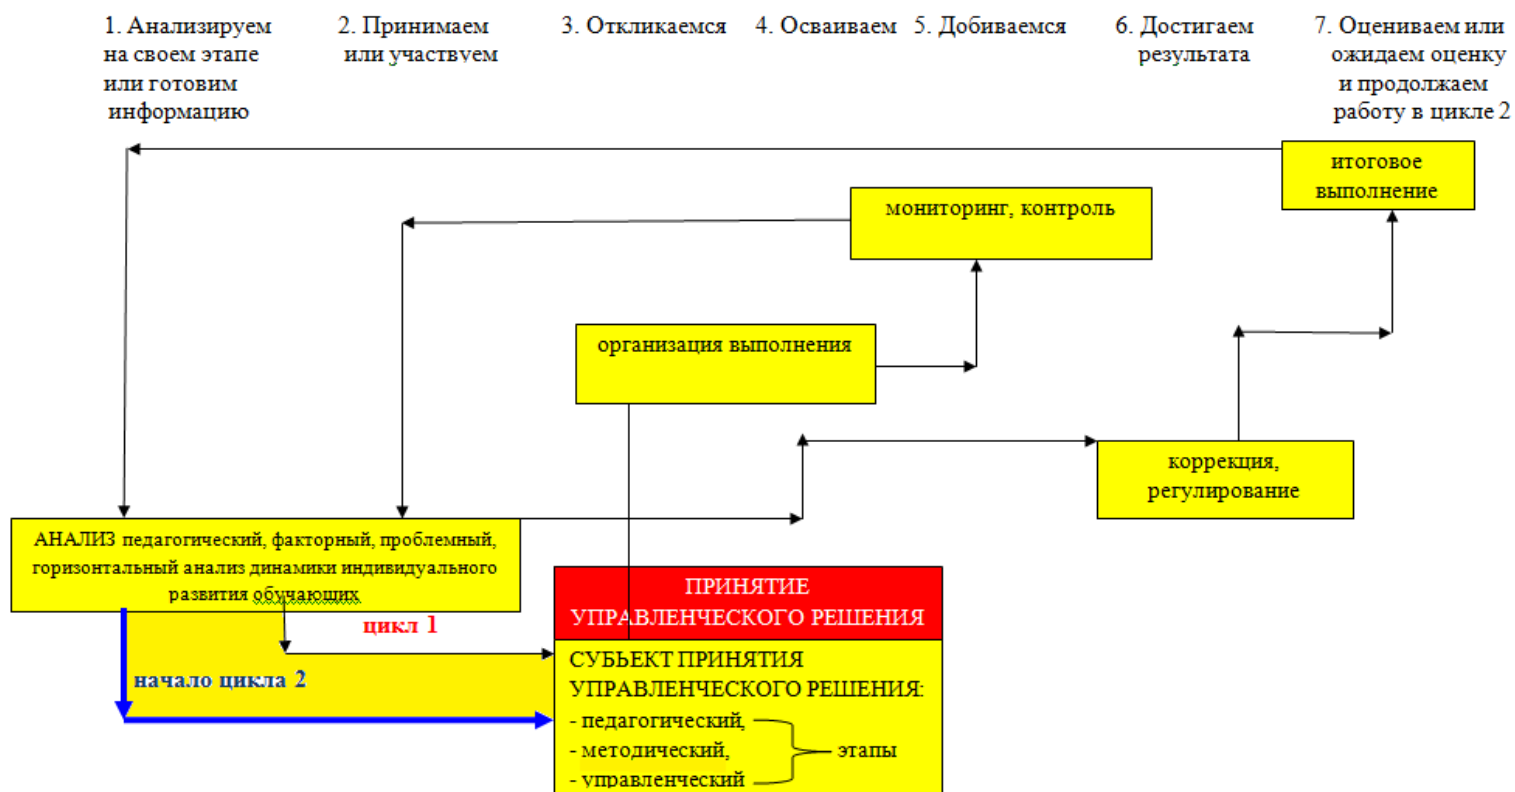 1. Анализируем
на своем этапе
или готовим
информацию
2. Принимаем
или участвуем
3. Откликаемся
4. Осваиваем
5. Добиваемся
6. Достигаем
результата
7. Оцениваем или
ожидаем оценку
и продолжаем
работу в цикле 2
итоговое
выполнение
мониторинг, контроль
организация выполнения
коррекция,
регулирование
АНАЛИЗ педагогический, факторный, проблемный,
горизонтальный анализ динамики индивидуального
развития обучающих
цикл 1
начало цикла 2
ПРИНЯТИЕ
УПРАВЛЕНЧЕСКОГО РЕШЕНИЯ
СУБЬЕКТ ПРИНЯТИЯ
УПРАВЛЕНЧЕСКОГО РЕШЕНИЯ:
- педагогический,
- методический,
- управленческий
этапы